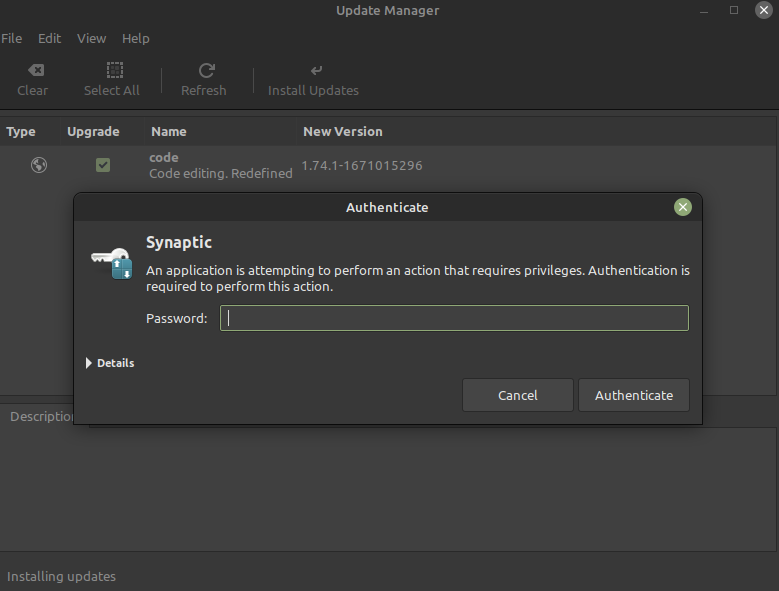 Update Manager
File Edit View Help
Clear Select All Refresh Install Updates
Type Upgrade Name New Version
code
Code editing. Redefined 1.74.1-1671015296
Authenticate
Synaptic
An application is attempting to perform an action that requires privileges. Authentication is
required to perform this action.
Password:
Details
Cancel Authenticate
Descriptio
Installing updates